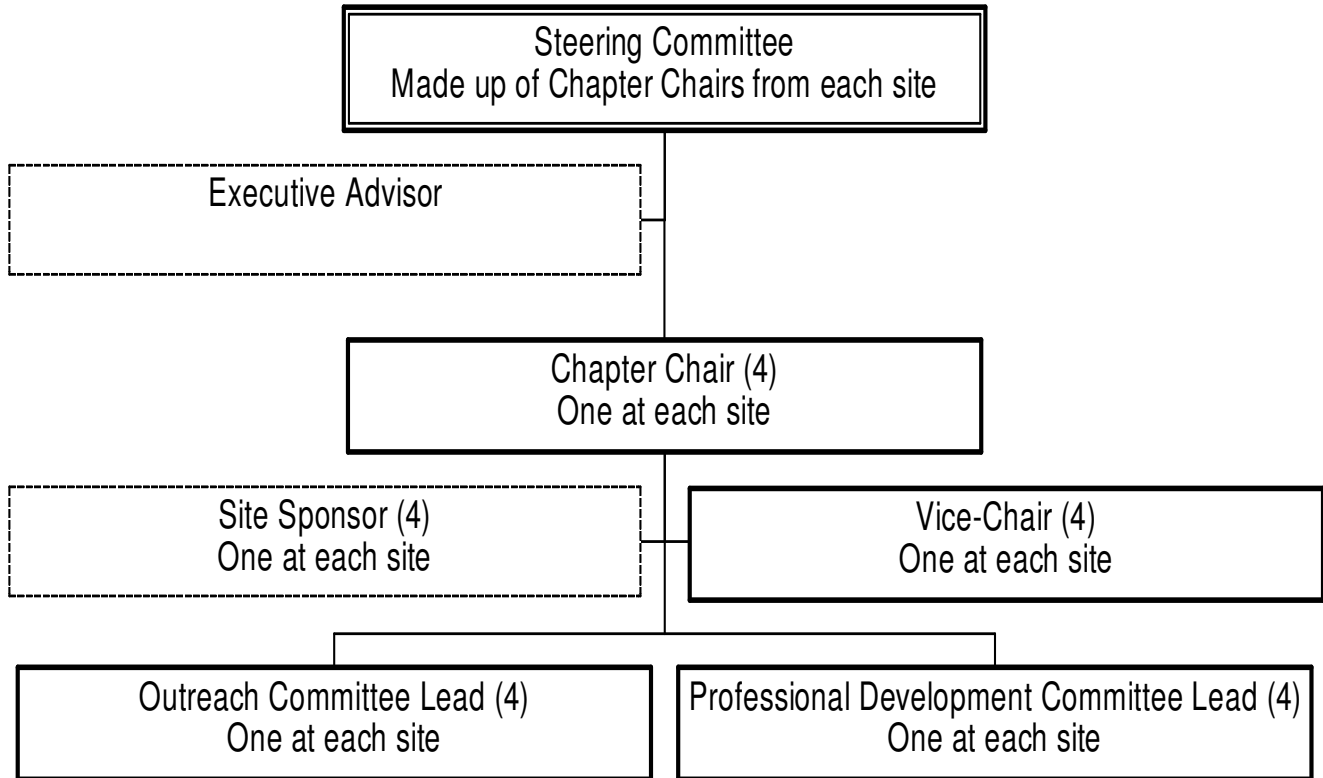 Steering Committee
Made up of Chapter Chairs from each site
Executive Advisor
Chapter Chair (4)
One at each site
Site Sponsor (4)
One at each site
Vice-Chair (4)
One at each site
Outreach Committee Lead (4)
One at each site
Professional Development Committee Lead (4)
One at each site